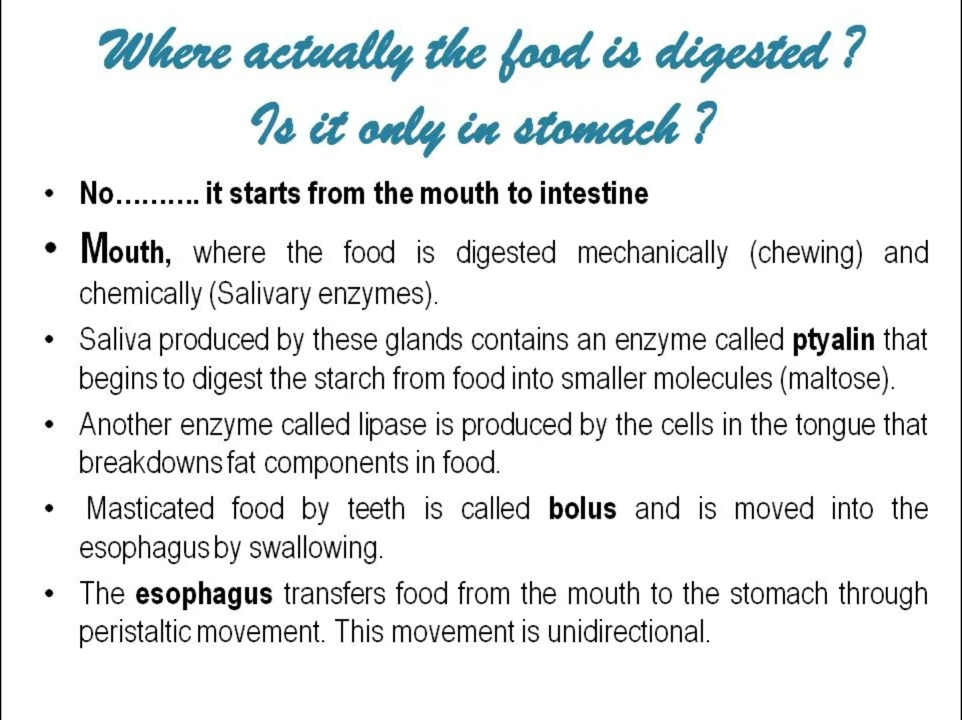 Where actually the food is digested ?
Is it only in stomach ?
• No………. it starts from the mouth to intestine
• Mouth, where the food is digested mechanically (chewing) and
chemically (Salivary enzymes).
• Saliva produced by these glands contains an enzyme called ptyalin that
begins to digest the starch from food into smaller molecules (maltose).
• Another enzyme called lipase is produced by the cells in the tongue that
breakdowns fat components in food.
• Masticated food by teeth is called bolus and is moved into the
esophagus by swallowing.
• The esophagus transfers food from the mouth to the stomach through
peristaltic movement. This movement is unidirectional.